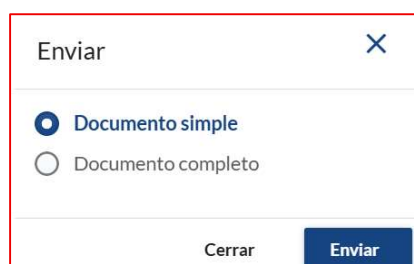 Enviar
Documento simple
Documento completo
Cerrar Enviar